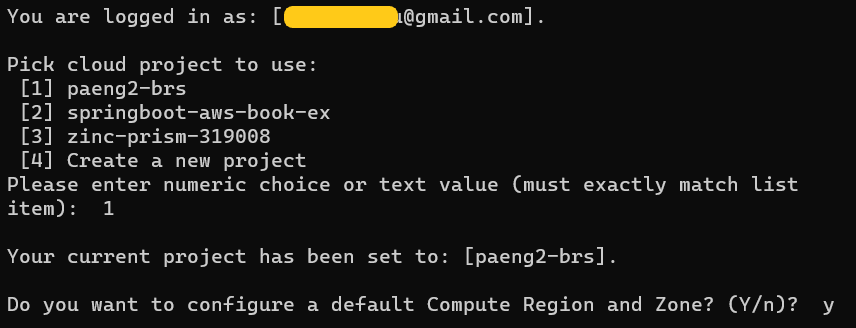 You are logged in as: [@gmail.com].
Pick cloud project to use:
[1] paeng2-brs
[2] springboot-aws-book-ex
[3] zinc-prism-319008
[4] Create a new project
Please enter numeric choice or text value (must exactly match list
item):  1
Your current project has been set to: [paeng2-brs].
Do you want to configure a default Compute Region and Zone? (Y/n)?  y